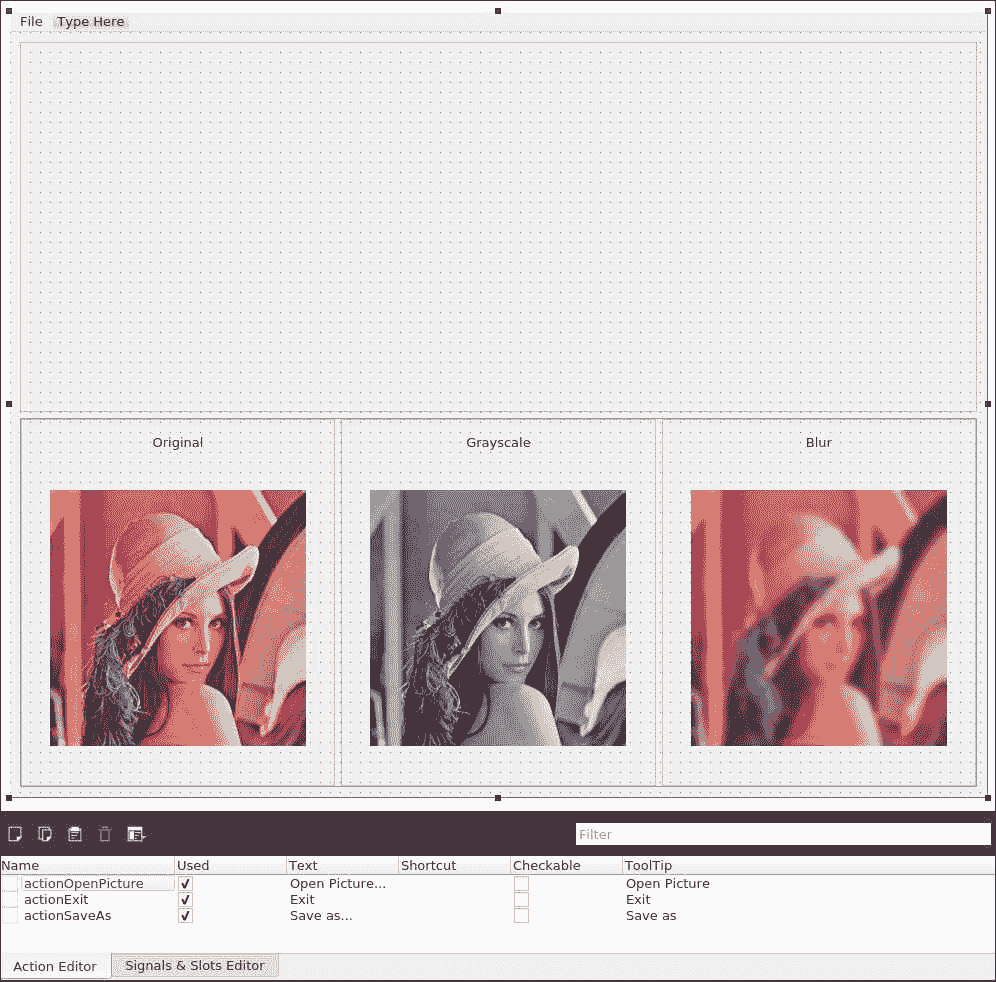 File Type Here
Original Grayscale Blur
Filter
Name Used Text Shortcut Checkable ToolTip
actionOpenPicture Open Picture... Open Picture
actionExit Exit Exit
actionSaveAs Save as... Save as
Action Editor Signals & Slots Editor